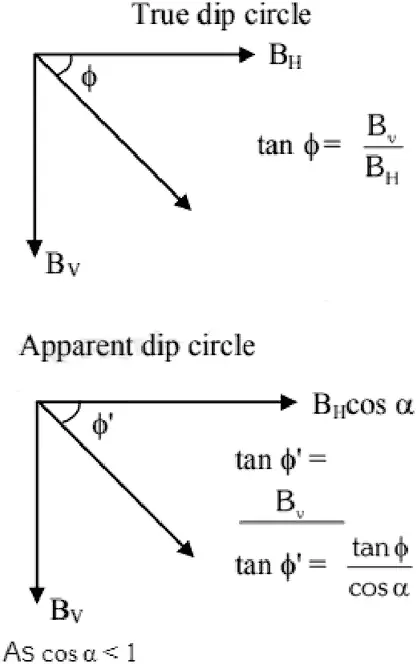 True dip circle
B_H
ϕ
tan ϕ = B_v / B_H
B_V
Apparent dip circle
B_H cos α
ϕ'
tan ϕ' =
B_v
tan ϕ' = tan ϕ / cos α
B_V
As cos α < 1